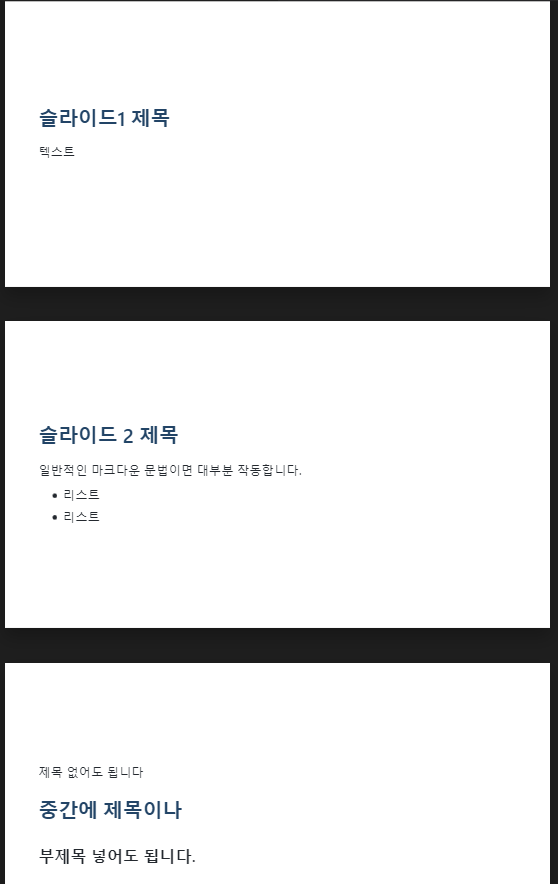 슬라이드1 제목
텍스트
슬라이드 2 제목
일반적인 마크다운 문법이면 대부분 작동합니다.
리스트
리스트
제목 없어도 됩니다
중간에 제목이나
부제목 넣어도 됩니다.